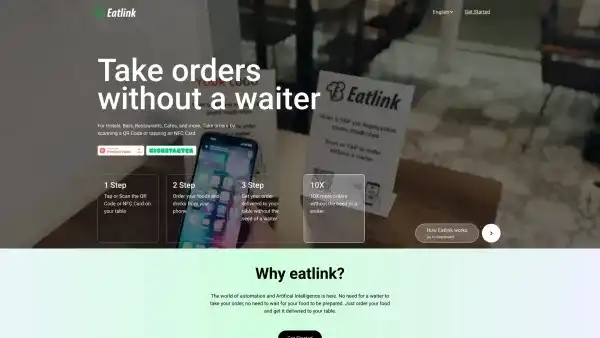 Eatlink
English
Get Started
Take orders
without a waiter
Eatlink
For Hotels, Bars, Restaurants, Cafes, and more. Take orders by
scanning a QR Code or tapping an NFC Card
KICKSTARTER
1 Step
Tap or Scan the QR
Code or NFC Card on
your table
2 Step
Order your foods and
drinks from your
phone
3 Step
Get your order
delivered to your
table without the
need of a waiter
10X
10X more orders
without the need of a
waiter
How Eatlink works
Why eatlink?
The world of automation and Artifical Intelligence is here. No need for a waiter to
take your order, no need to wait for your food to be prepared. Just order your food
and get it delivered to your table.
Get Started